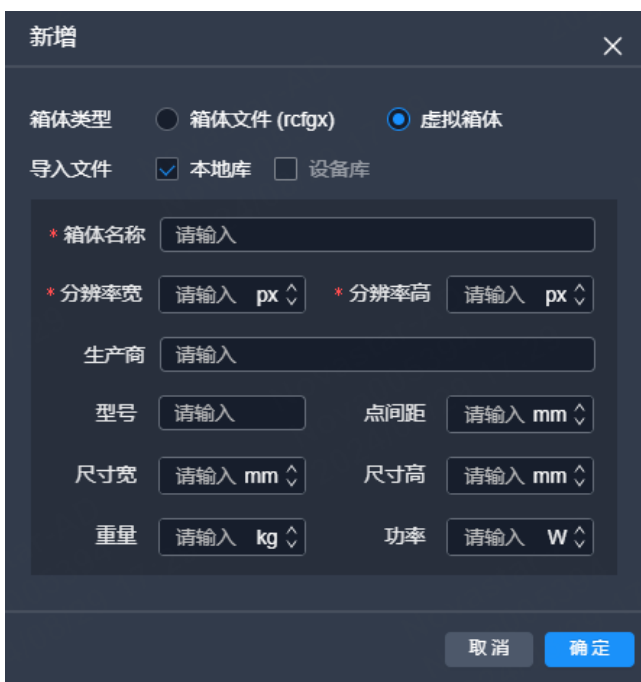 新增
箱体类型 箱体文件 (rcfgx) 虚拟箱体
导入文件 本地库 设备库
* 箱体名称 请输入
* 分辨率宽 请输入 px * 分辨率高 请输入 px
生产商 请输入
型号 请输入 点间距 请输入 mm
尺寸宽 请输入 mm 尺寸高 请输入 mm
重量 请输入 kg 功率 请输入 W
取消 确定